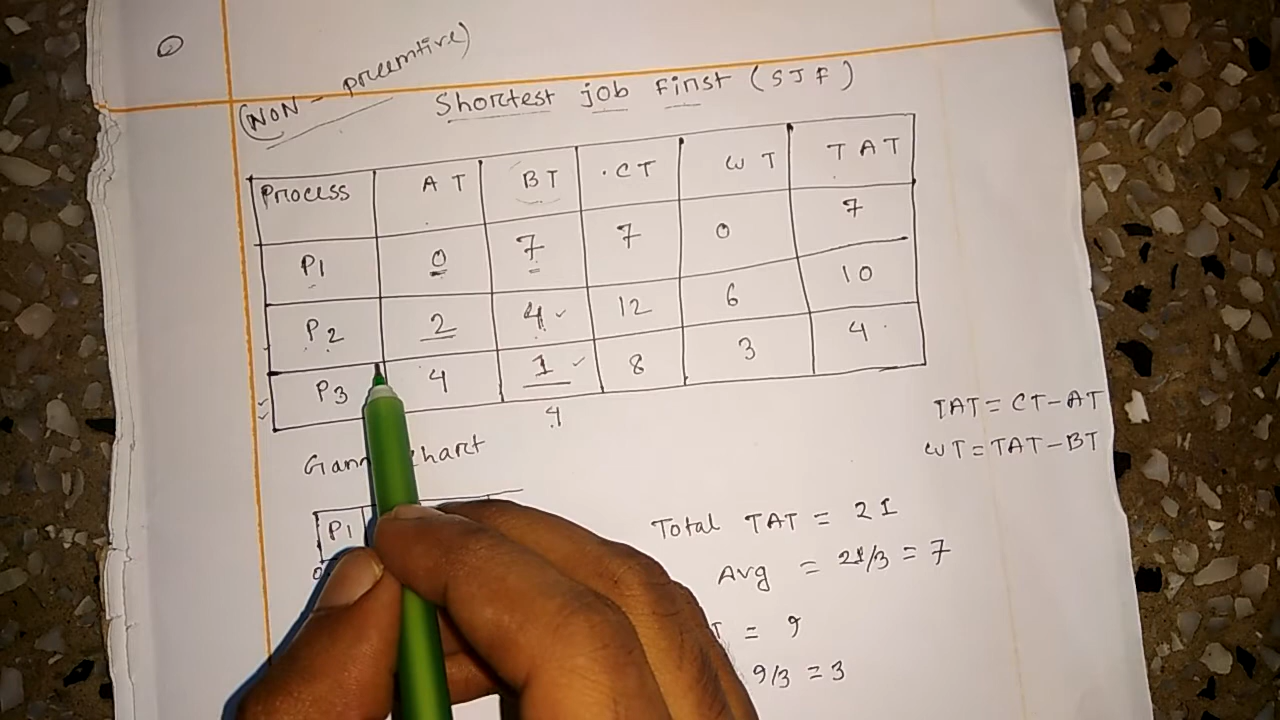 (NON - preemtive)
Shortest job First (SJF)
Process AT BT CT WT TAT
P1 0 7 7 0 7
P2 2 4 12 6 10
P3 4 1 8 3 4
4
TAT = CT - AT
WT = TAT - BT
chart
P1
0
Total TAT = 21
Avg = 21/3 = 7
= 9
9/3 = 3